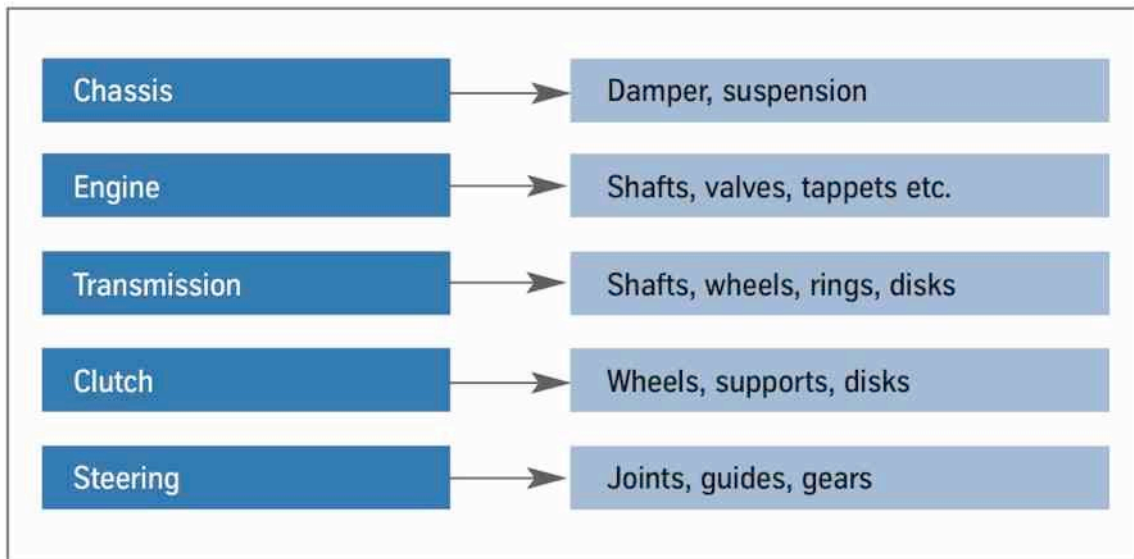 Chassis
Damper, suspension
Engine
Shafts, valves, tappets etc.
Transmission
Shafts, wheels, rings, disks
Clutch
Wheels, supports, disks
Steering
Joints, guides, gears